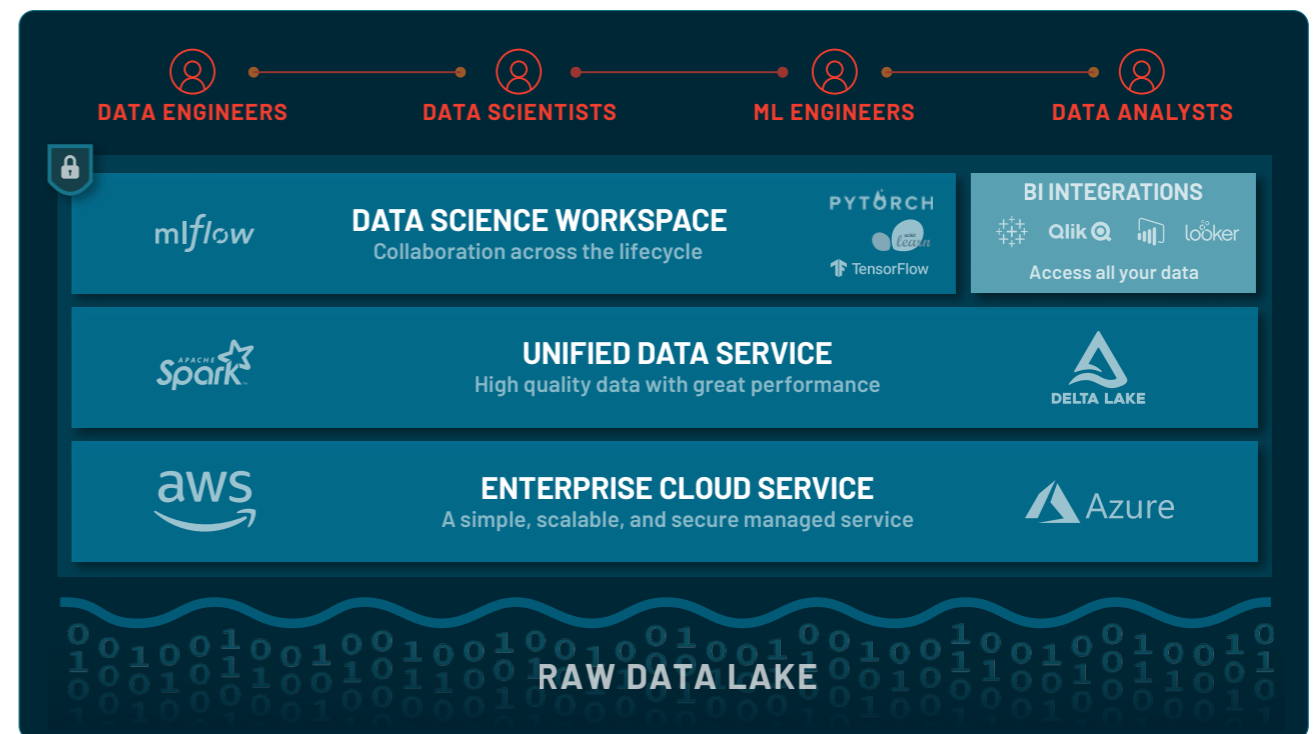 DATA ENGINEERS
DATA SCIENTISTS
ML ENGINEERS
DATA ANALYSTS
mlflow
DATA SCIENCE WORKSPACE
Collaboration across the lifecycle
PYTORCH
scikit
learn
TensorFlow
BI INTEGRATIONS
Qlik
looker
Access all your data
APACHE
Spark
UNIFIED DATA SERVICE
High quality data with great performance
DELTA LAKE
aws
ENTERPRISE CLOUD SERVICE
A simple, scalable, and secure managed service
Azure
RAW DATA LAKE